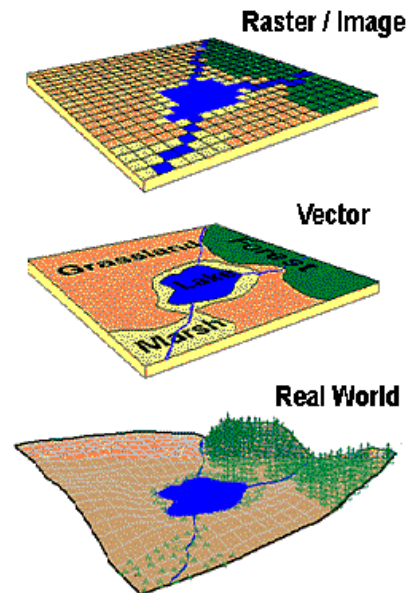 Raster / Image
Vector
Grassland
Forest
Lake
Marsh
Real World